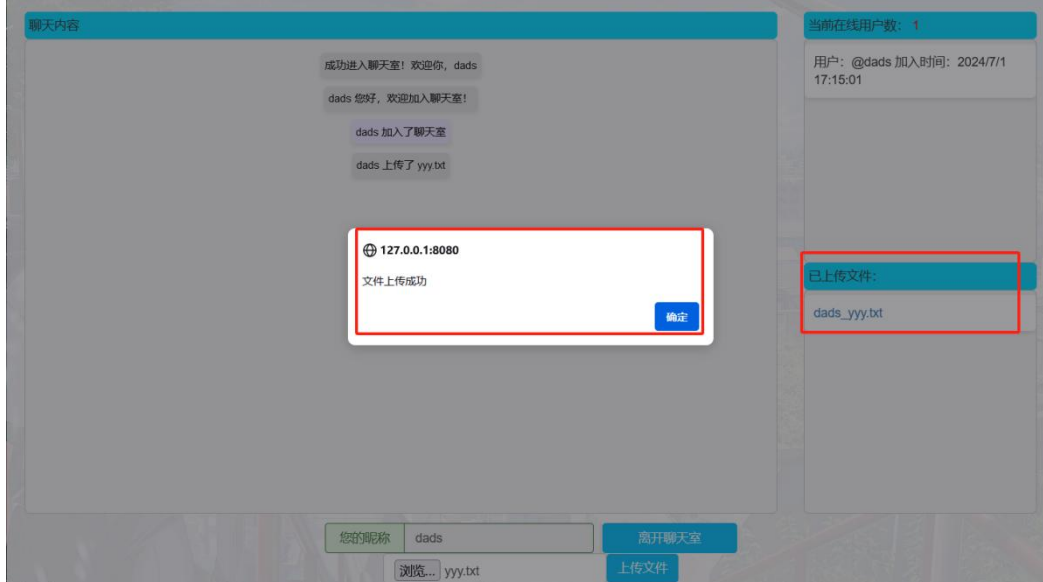 聊天内容
成功进入聊天室！欢迎你，dads
dads 您好，欢迎加入聊天室！
dads 加入了聊天室
dads 上传了 yyy.txt
127.0.0.1:8080
文件上传成功
确定
当前在线用户数： 1
用户：@dads 加入时间：2024/7/1
17:15:01
已上传文件：
dads_yyy.txt
您的昵称 dads 离开聊天室
浏览... yyy.txt 上传文件